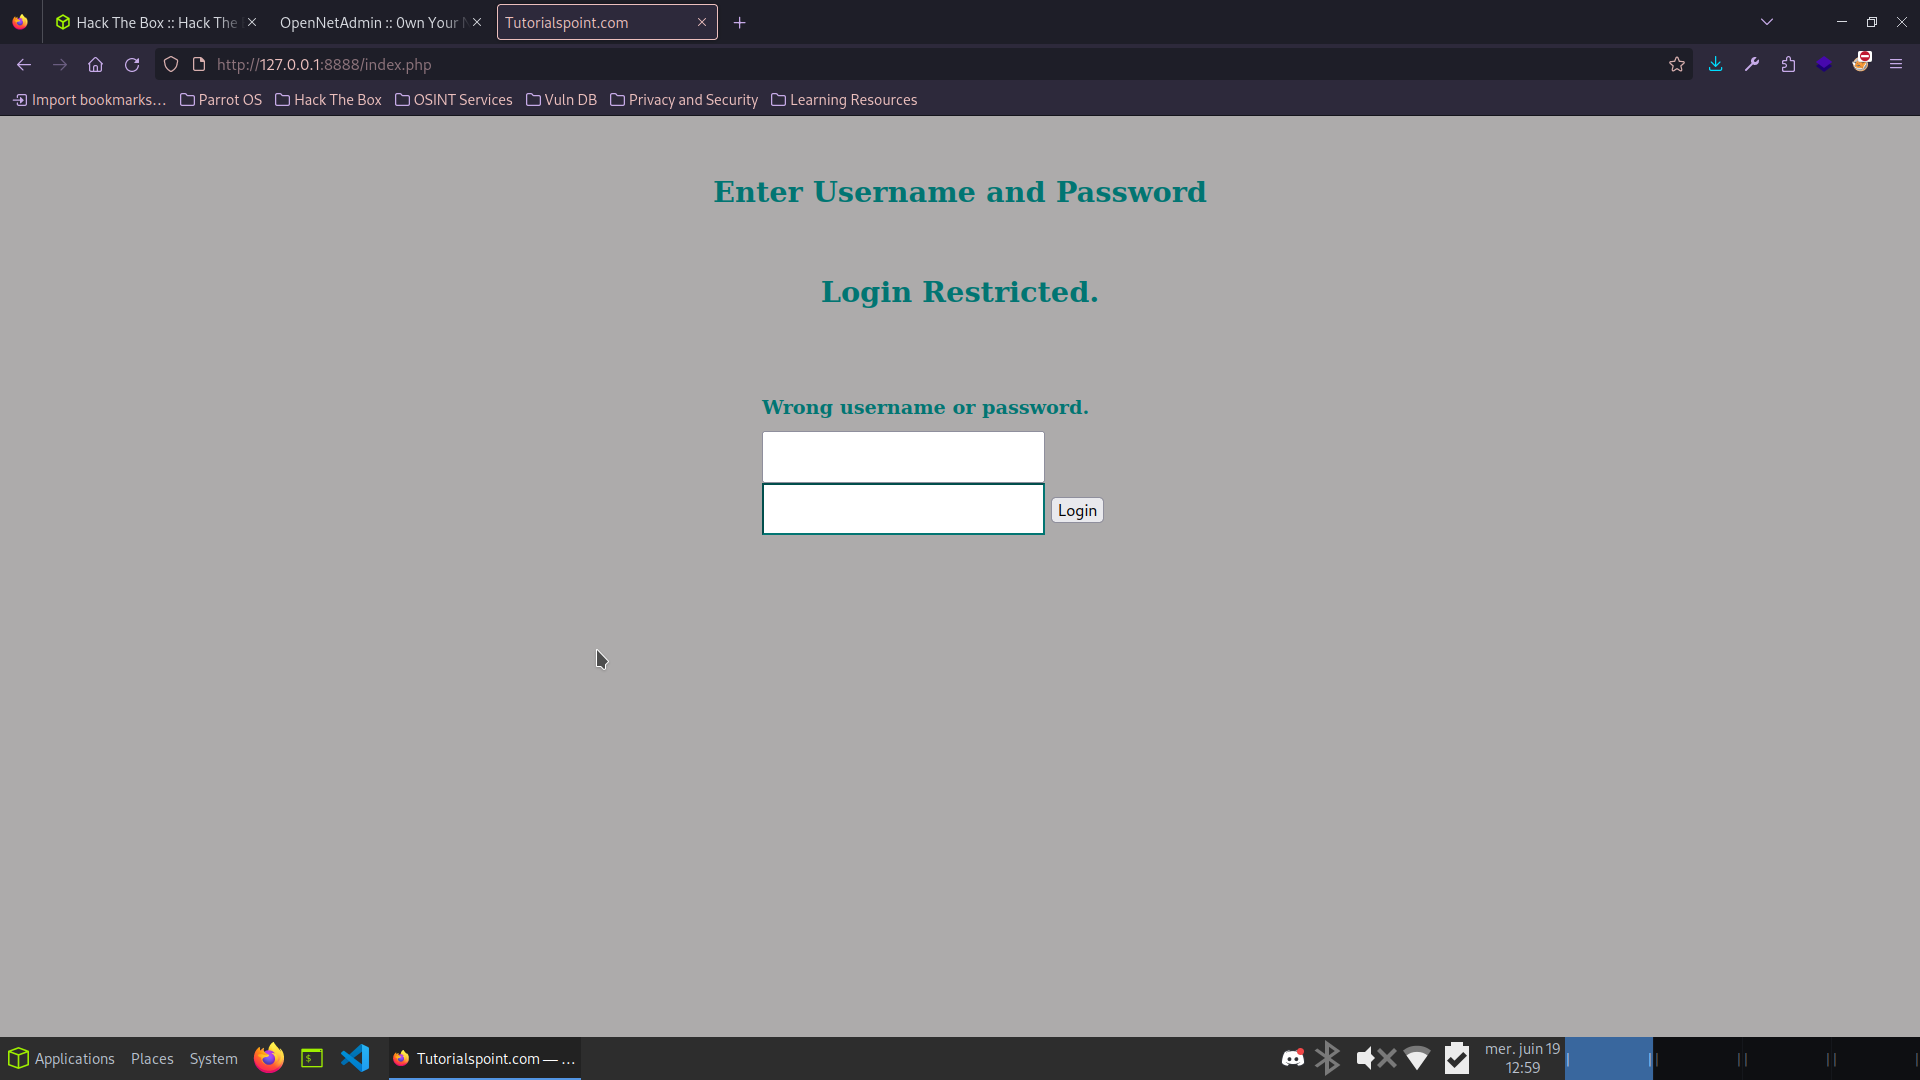 Hack The Box :: Hack The
OpenNetAdmin :: 0wn Your N
Tutorialspoint.com
http://127.0.0.1:8888/index.php
Import bookmarks…
Parrot OS
Hack The Box
OSINT Services
Vuln DB
Privacy and Security
Learning Resources
Enter Username and Password
Login Restricted.
Wrong username or password.
Login
Applications
Places
System
Tutorialspoint.com — …
mer. juin 19
12:59